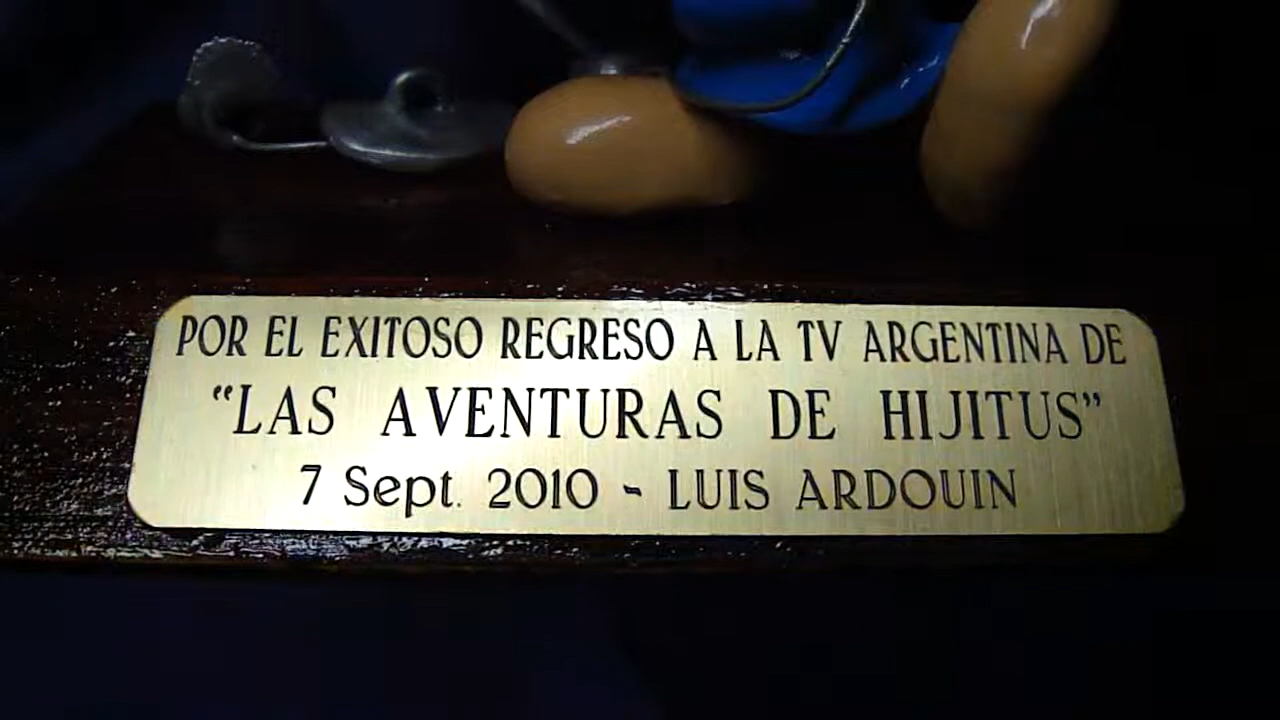 POR EL EXITOSO REGRESO A LA TV ARGENTINA DE
“LAS AVENTURAS DE HIJITUS”
7 Sept. 2010 - LUIS ARDOUIN